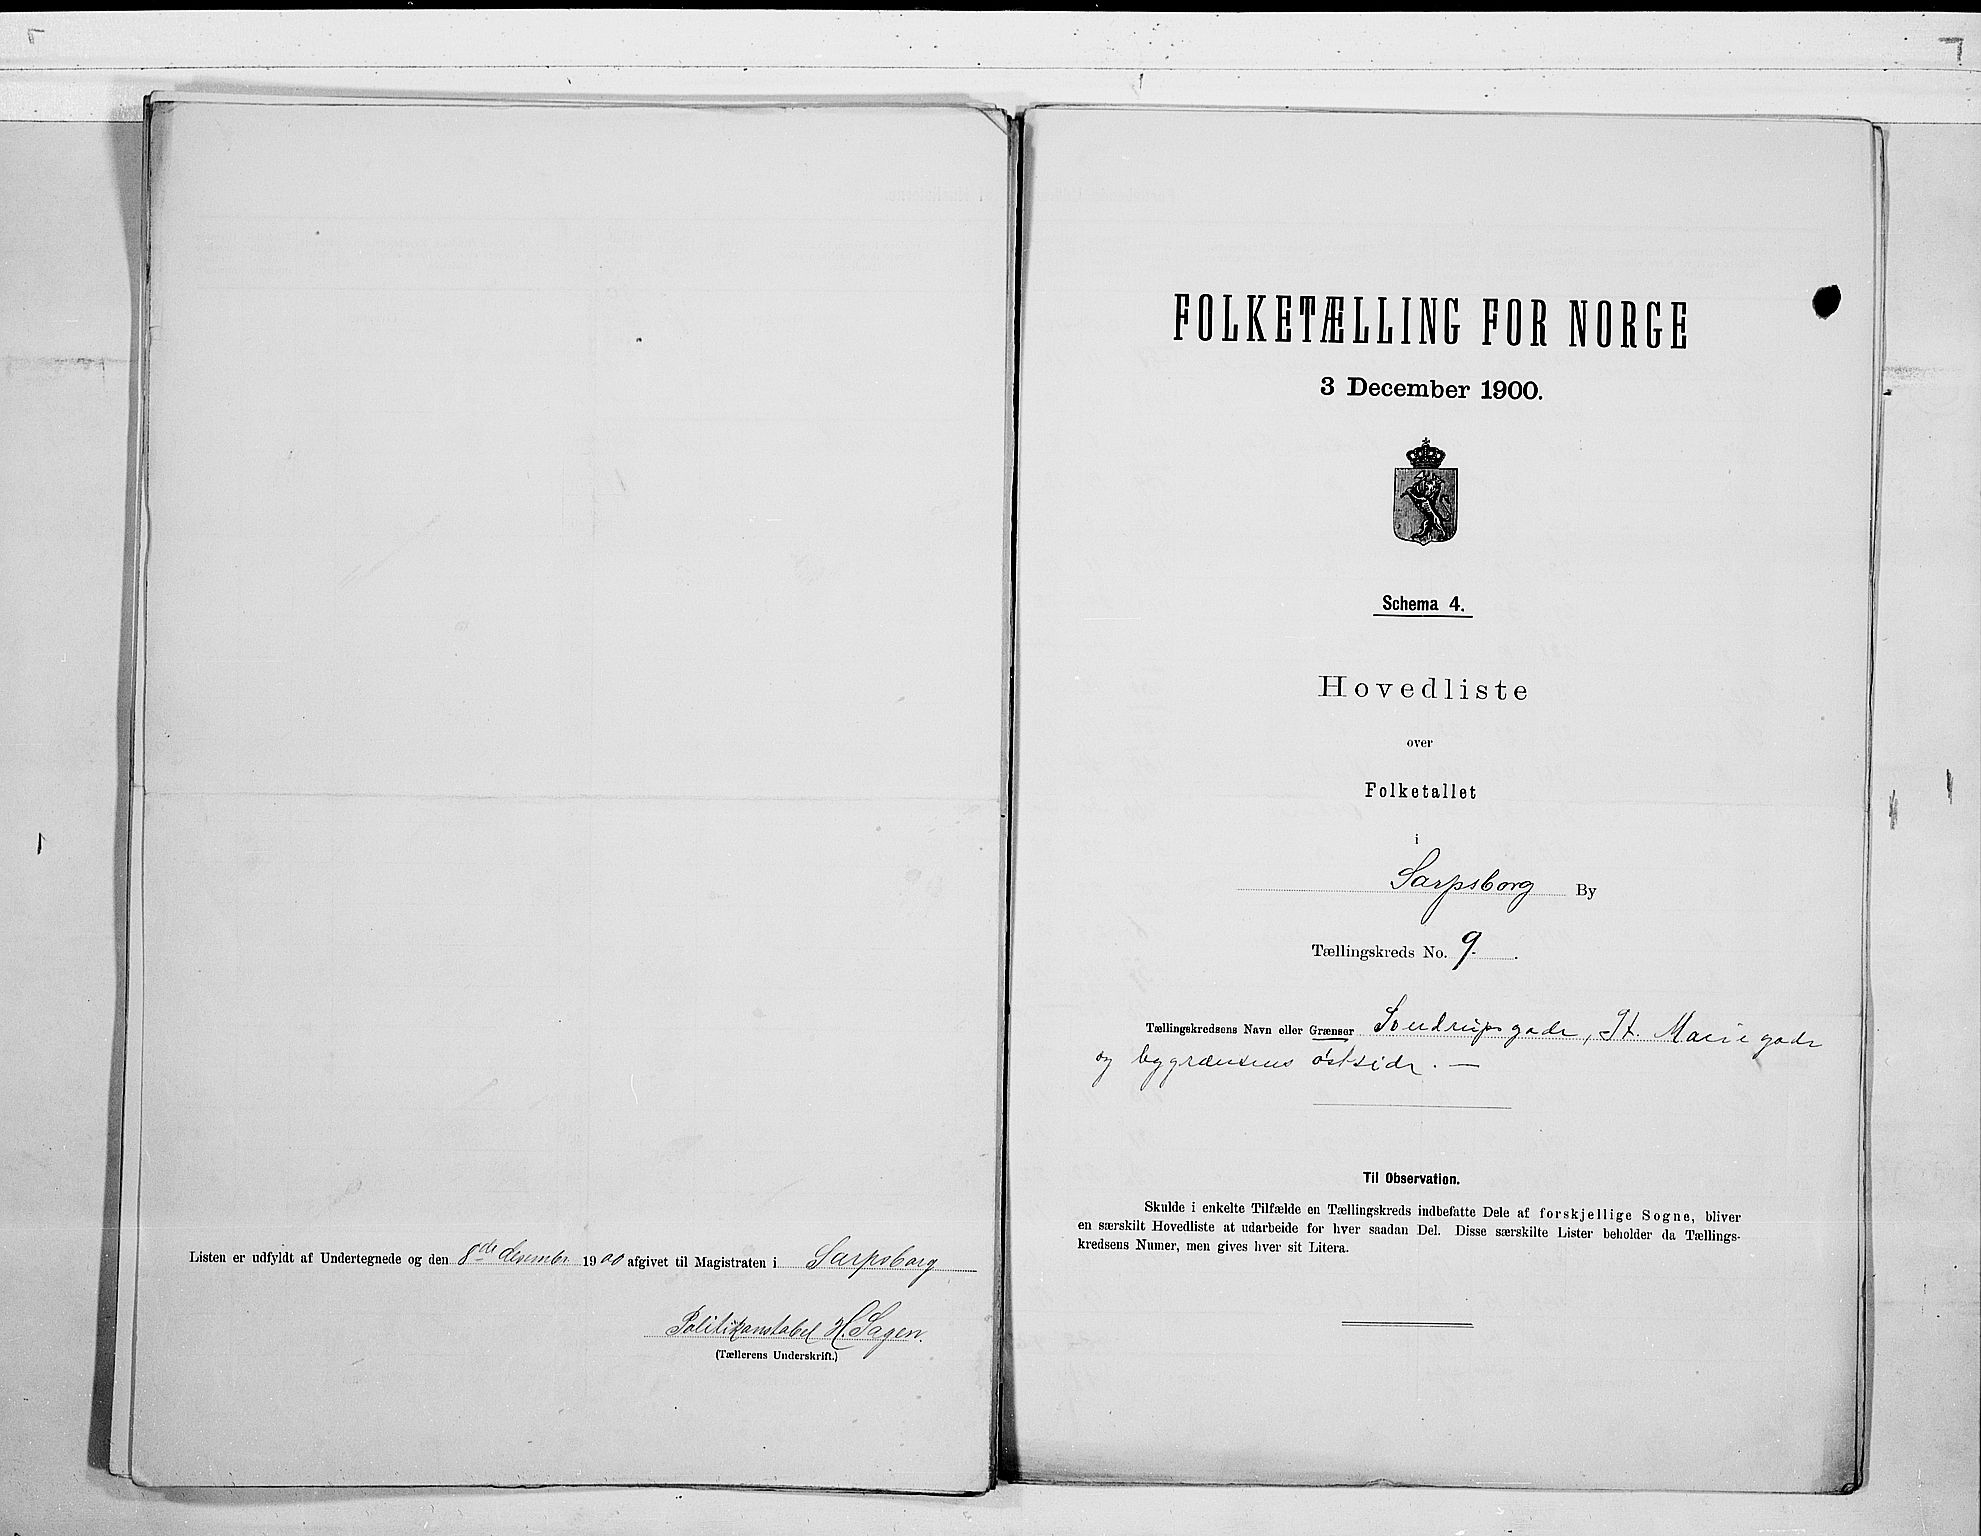 Listen er udfyldt af Undertegnede og den 8de desember 1900 afgivet til Magistraten i Sarpsborg
Politikonstabel H. Sagen.
(Tællerens Underskrift.)
FOLKETÆLLING FOR NORGE
3 December 1900.
Schema 4.
Hovedliste
over
Folketallet
i
Sarpsborg By
Tællingskreds No. 9.
Tællingskredsens Navn eller Grænser gade, St. Marie gade
og bygrænsens østside. —
Til Observation.
Skulde i enkelte Tilfælde en Tællingskreds indbefatte Dele af forskjellige Sogne, bliver
en særskilt Hovedliste at udarbeide for hver saadan Del. Disse særskilte Lister beholder da Tællings-
kredsens Numer, men gives hver sit Litera.